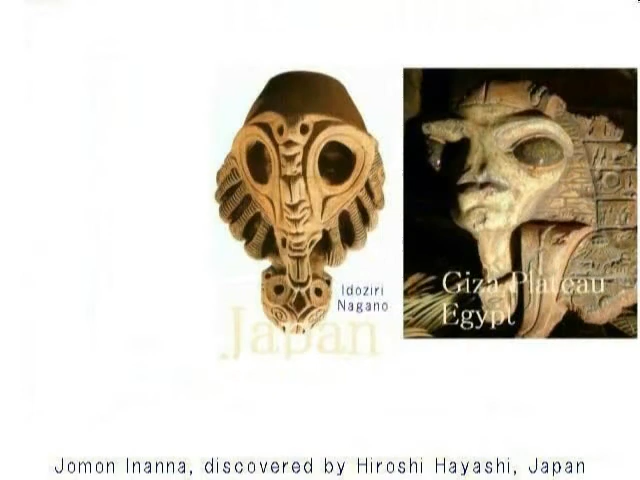 Idoziri
Nagano
Japan
Giza Plateau
Egypt
Jomon Inanna, discovered by Hiroshi Hayashi, Japan